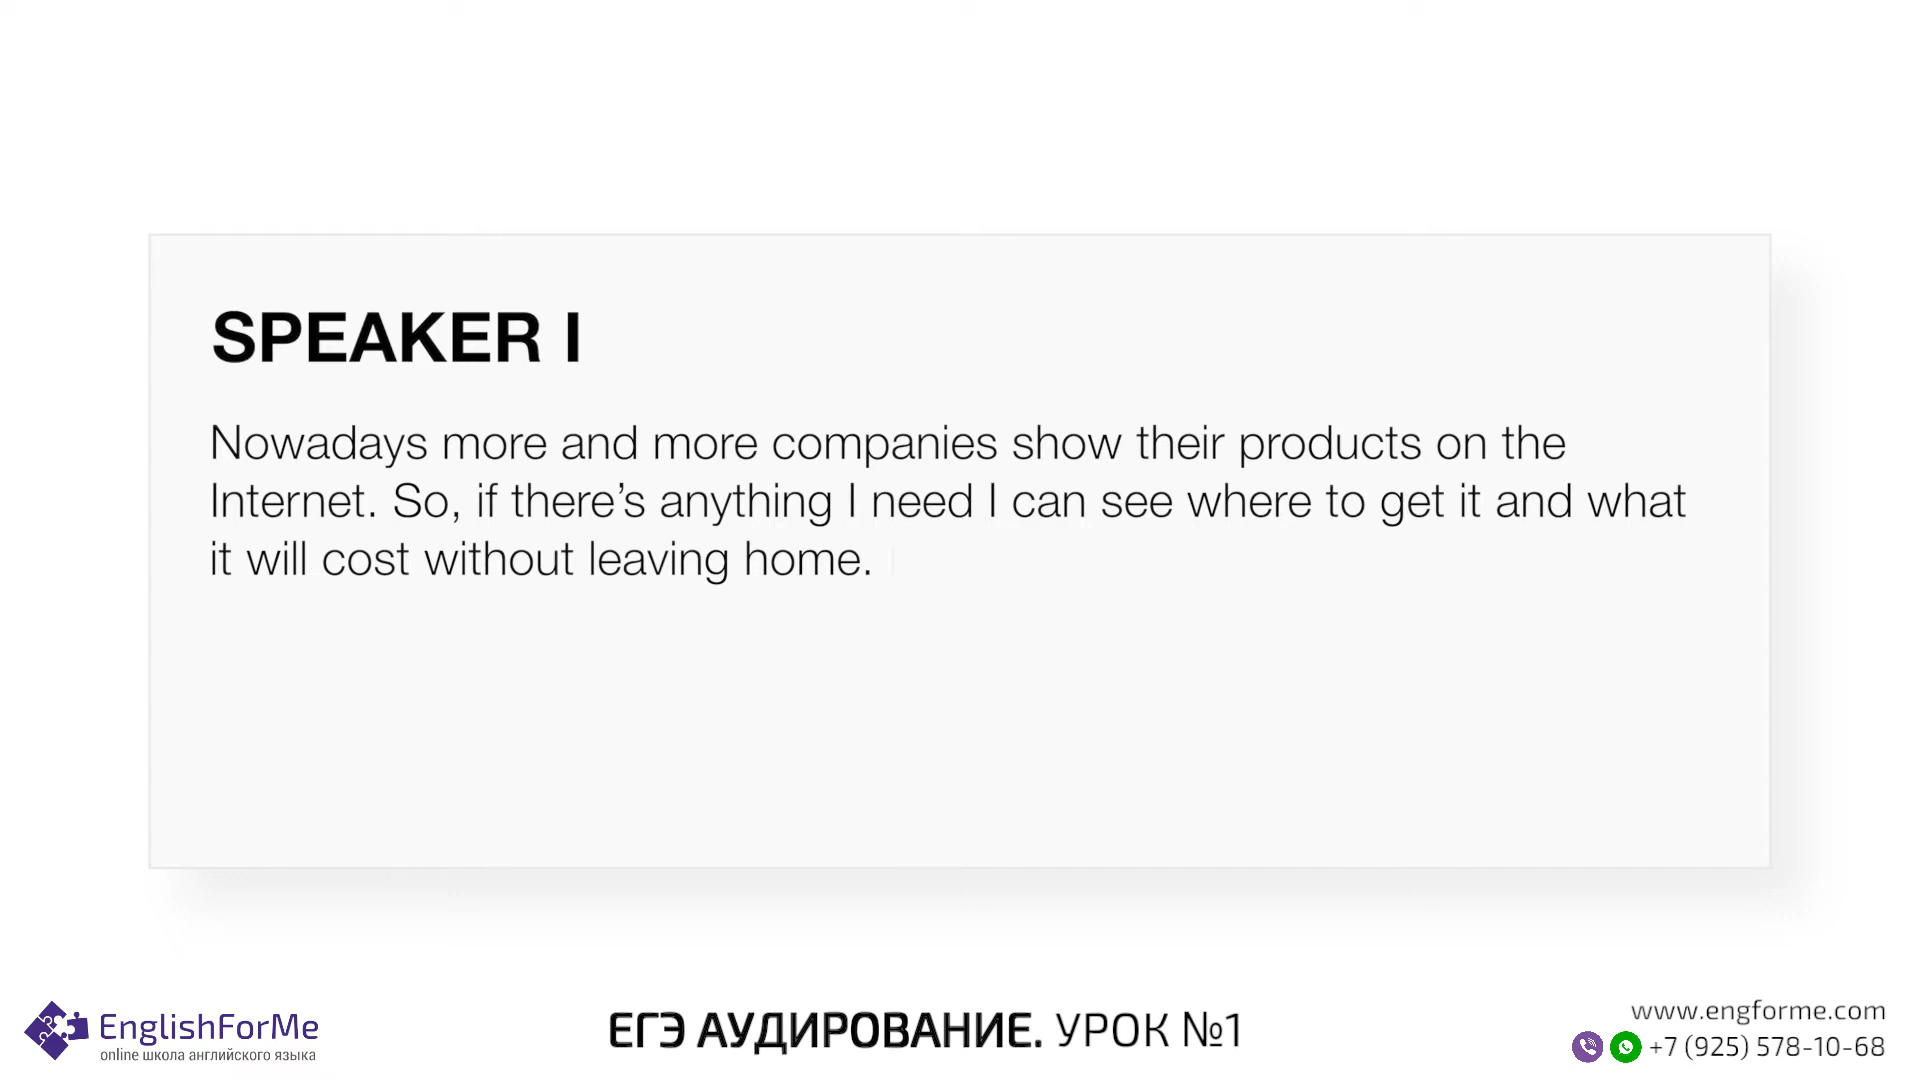 SPEAKER I
Nowadays more and more companies show their products on the
Internet. So, if there’s anything I need I can see where to get it and what
it will cost without leaving home.
EnglishForMe
online школа английского языка
ЕГЭ АУДИРОВАНИЕ. УРОК №1
www.engforme.com
+7 (925) 578-10-68